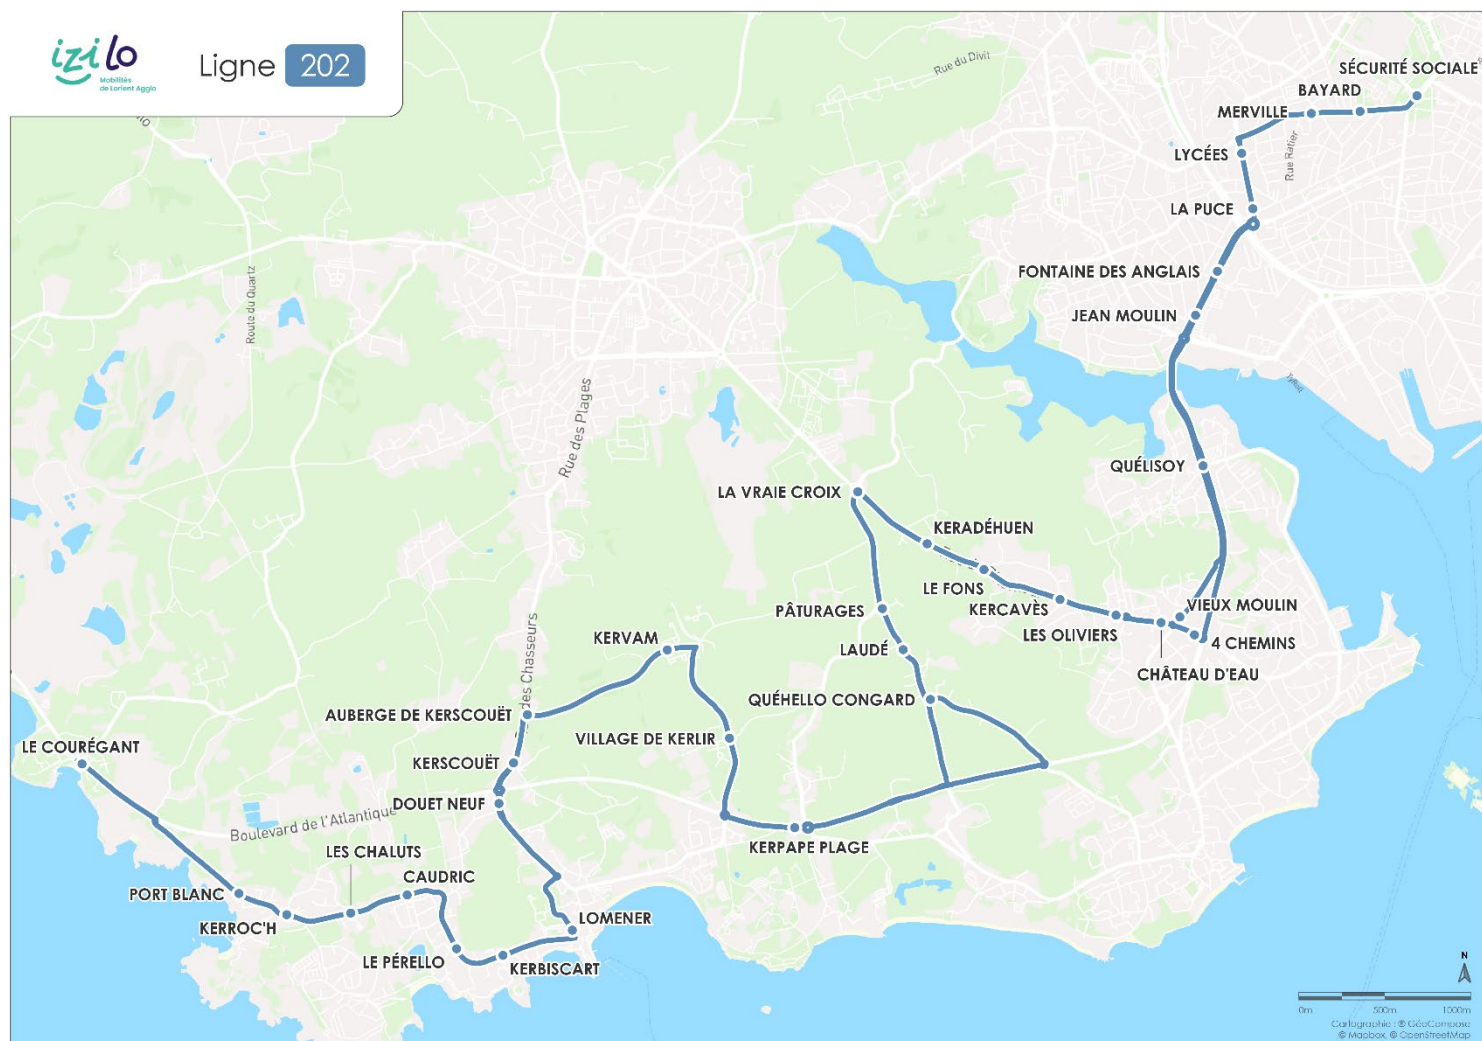 izilo
Mobilités
de Lorient Agglo
Ligne 202
Rue du Divit
SÉCURITÉ SOCIALE
BAYARD
MERVILLE
Rue Ratier
LYCÉES
LA PUCE
FONTAINE DES ANGLAIS
Route du Quartz
JEAN MOULIN
Rue des Plages
QUÉLISOY
LA VRAIE CROIX
KERADÉHUEN
LE FONS
KERCAVÈS
PÂTURAGES
VIEUX MOULIN
LES OLIVIERS
KERVAM
des Chasseurs
LAUDÉ
4 CHEMINS
CHÂTEAU D'EAU
QUÉHELLO CONGARD
AUBERGE DE KERSCOUËT
VILLAGE DE KERLIR
LE COURÉGANT
KERSCOUËT
DOUET NEUF
Boulevard de l'Atlantique
KERPAPE PLAGE
LES CHALUTS
CAUDRIC
PORT BLANC
KERROC'H
LOMENER
LE PÉRELLO
KERBISCART
N
0m 500m 1000m
Cartographie : © GéoCompose
© Mapbox, © OpenStreetMap